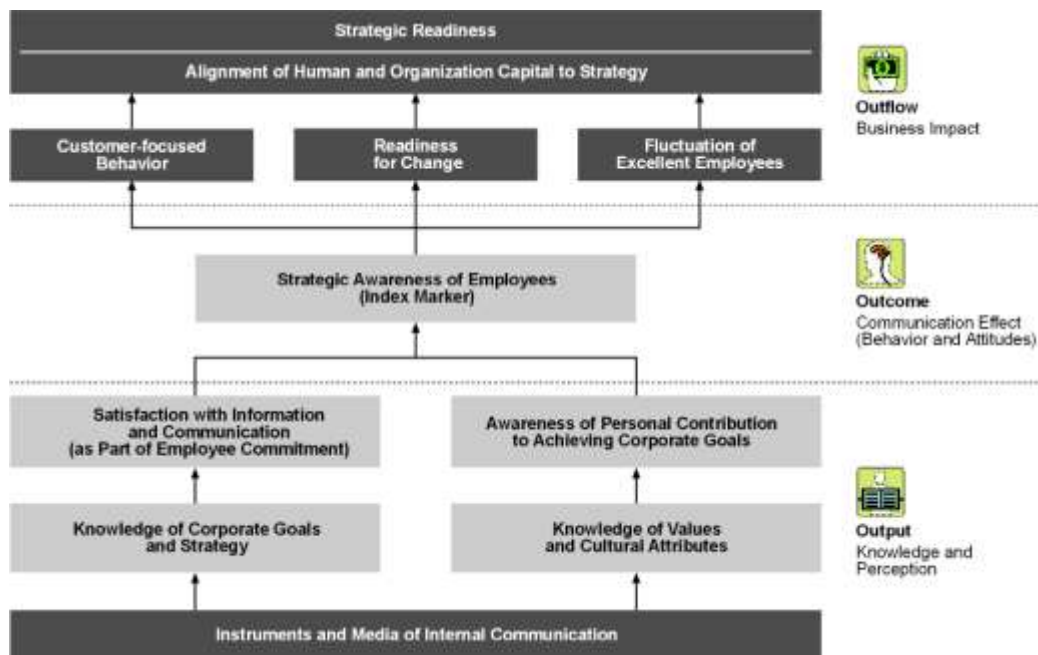 Strategic Readiness
Alignment of Human and Organization Capital to Strategy
Outflow
Business Impact
Customer-focused
Behavior
Readiness
for Change
Fluctuation of
Excellent Employees
Strategic Awareness of Employees
(Index Marker)
Outcome
Communication Effect
(Behavior and Attitudes)
Satisfaction with Information
and Communication
(as Part of Employee Commitment)
Awareness of Personal Contribution
to Achieving Corporate Goals
Knowledge of Corporate Goals
and Strategy
Knowledge of Values
and Cultural Attributes
Output
Knowledge and
Perception
Instruments and Media of Internal Communication